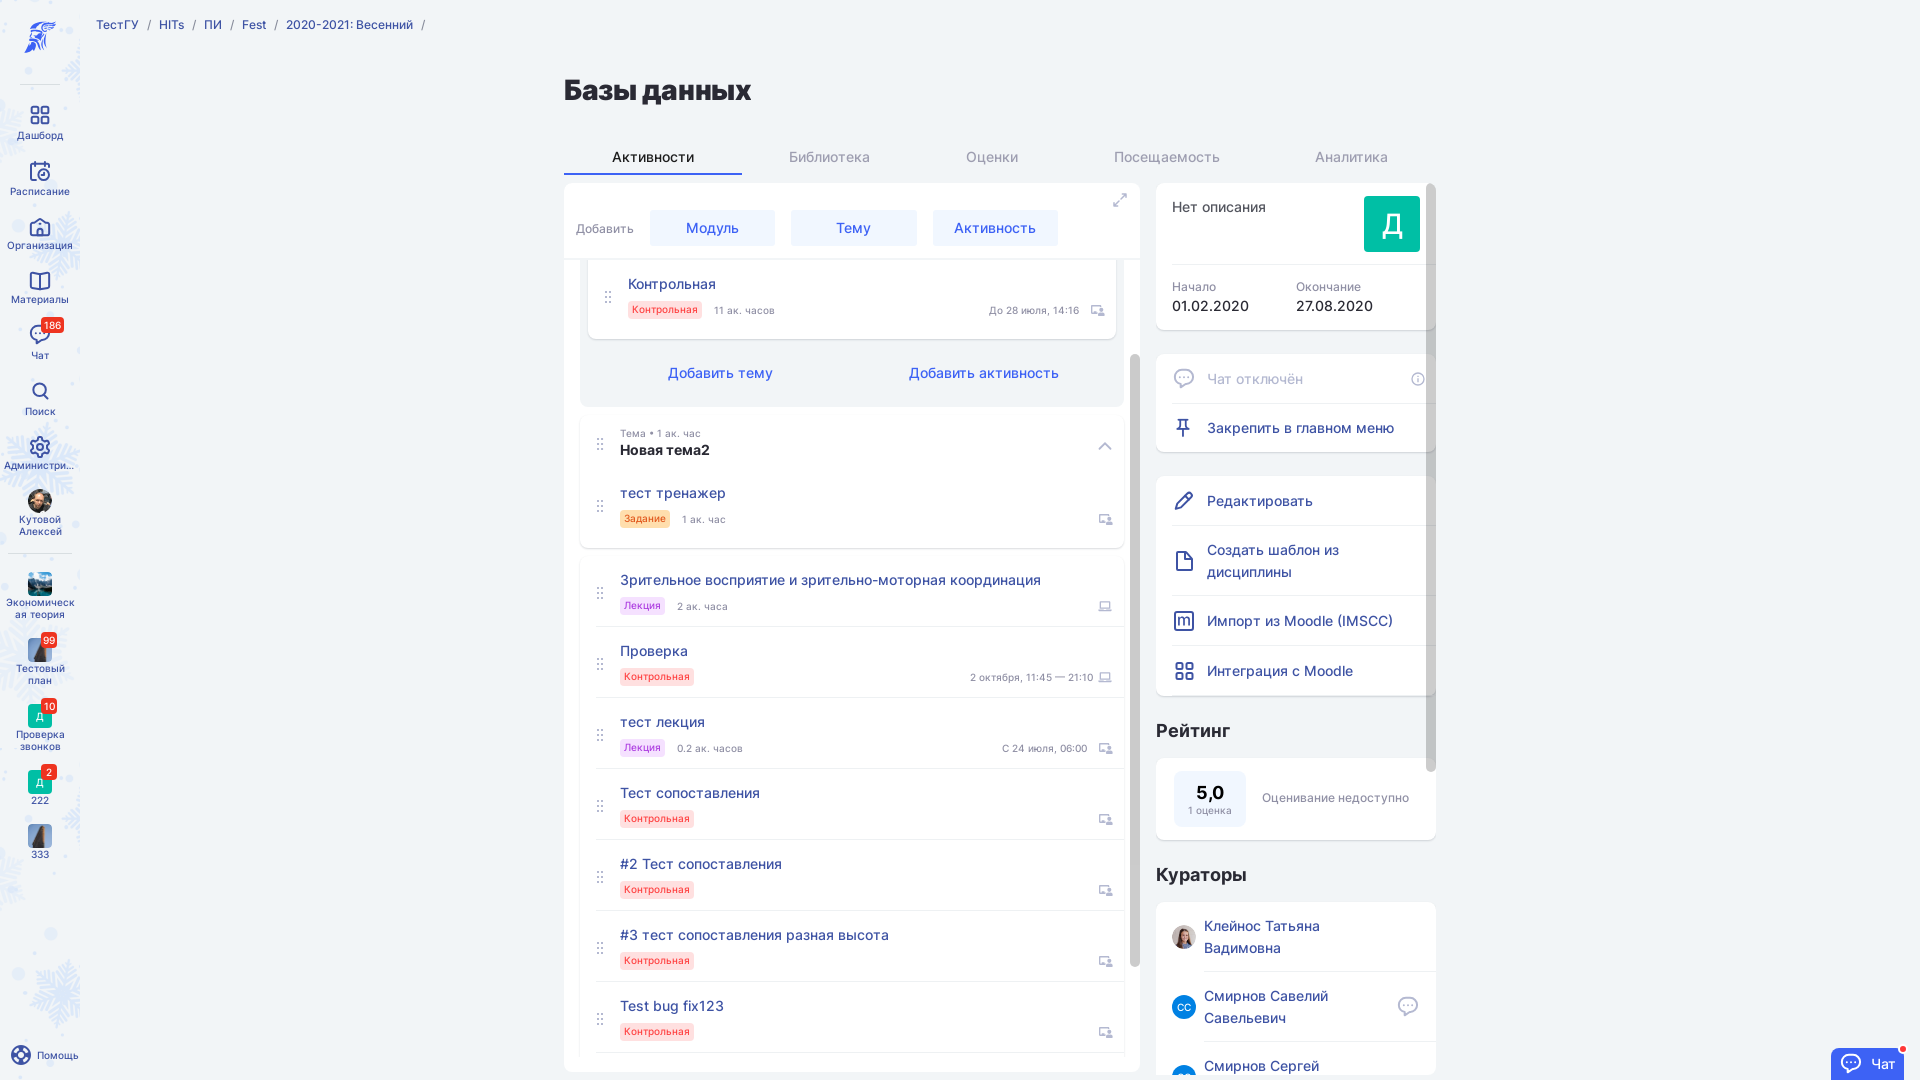 ТестГУ / HITs / ПИ / Fest / 2020-2021: Весенний /
Дашборд
Расписание
Организация
Материалы
186
Чат
Поиск
Администри...
Кутовой
Алексей
Экономическ
ая теория
99
Тестовый
план
10
Д
Проверка
звонков
2
Д
222
333
Помощь
Базы данных
Активности
Библиотека
Оценки
Посещаемость
Аналитика
Добавить
Модуль
Тему
Активность
Контрольная
Контрольная 11 ак. часов До 28 июля, 14:16
Добавить тему
Добавить активность
Тема • 1 ак. час
Новая тема2
тест тренажер
Задание 1 ак. час
Зрительное восприятие и зрительно-моторная координация
Лекция 2 ак. часа
Проверка
Контрольная 2 октября, 11:45 — 21:10
тест лекция
Лекция 0.2 ак. часов С 24 июля, 06:00
Тест сопоставления
Контрольная
#2 Тест сопоставления
Контрольная
#3 тест сопоставления разная высота
Контрольная
Test bug fix123
Контрольная
Нет описания
Д
Начало
01.02.2020
Окончание
27.08.2020
Чат отключён
Закрепить в главном меню
Редактировать
Создать шаблон из
дисциплины
Импорт из Moodle (IMSCC)
Интеграция с Moodle
Рейтинг
5,0
1 оценка
Оценивание недоступно
Кураторы
Клейнос Татьяна
Вадимовна
СС
Смирнов Савелий
Савельевич
Смирнов Сергей
Чат